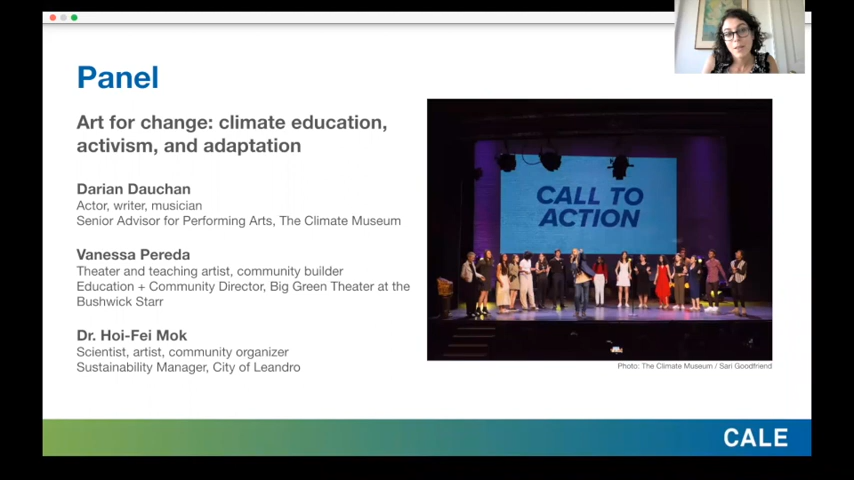 Panel
Art for change: climate education,
activism, and adaptation
Darian Dauchan
Actor, writer, musician
Senior Advisor for Performing Arts, The Climate Museum
Vanessa Pereda
Theater and teaching artist, community builder
Education + Community Director, Big Green Theater at the
Bushwick Starr
Dr. Hoi-Fei Mok
Scientist, artist, community organizer
Sustainability Manager, City of Leandro
CALL TO
ACTION
Photo: The Climate Museum / Sari Goodfriend
CALE